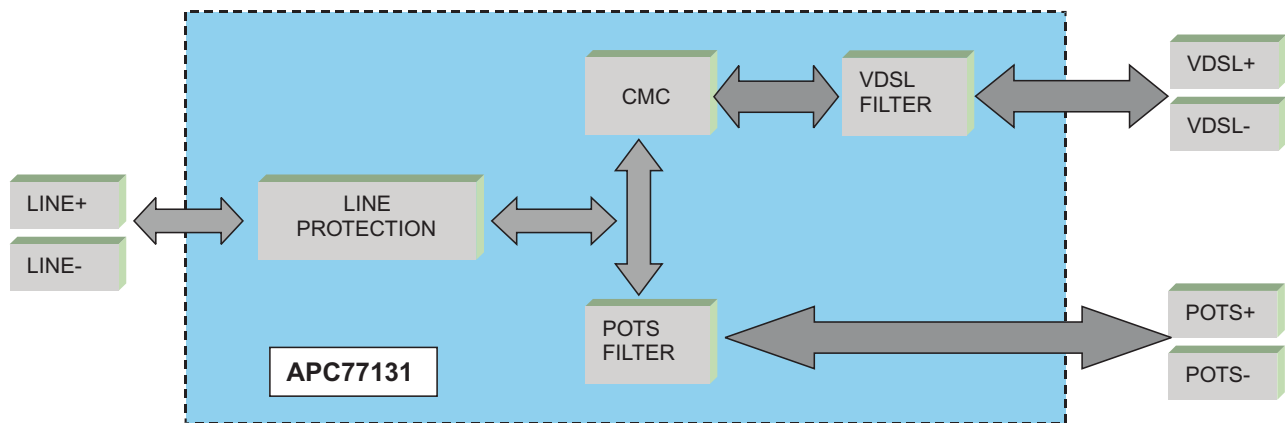 LINE+
LINE-
LINE
PROTECTION
CMC
VDSL
FILTER
VDSL+
VDSL-
POTS
FILTER
POTS+
POTS-
APC77131